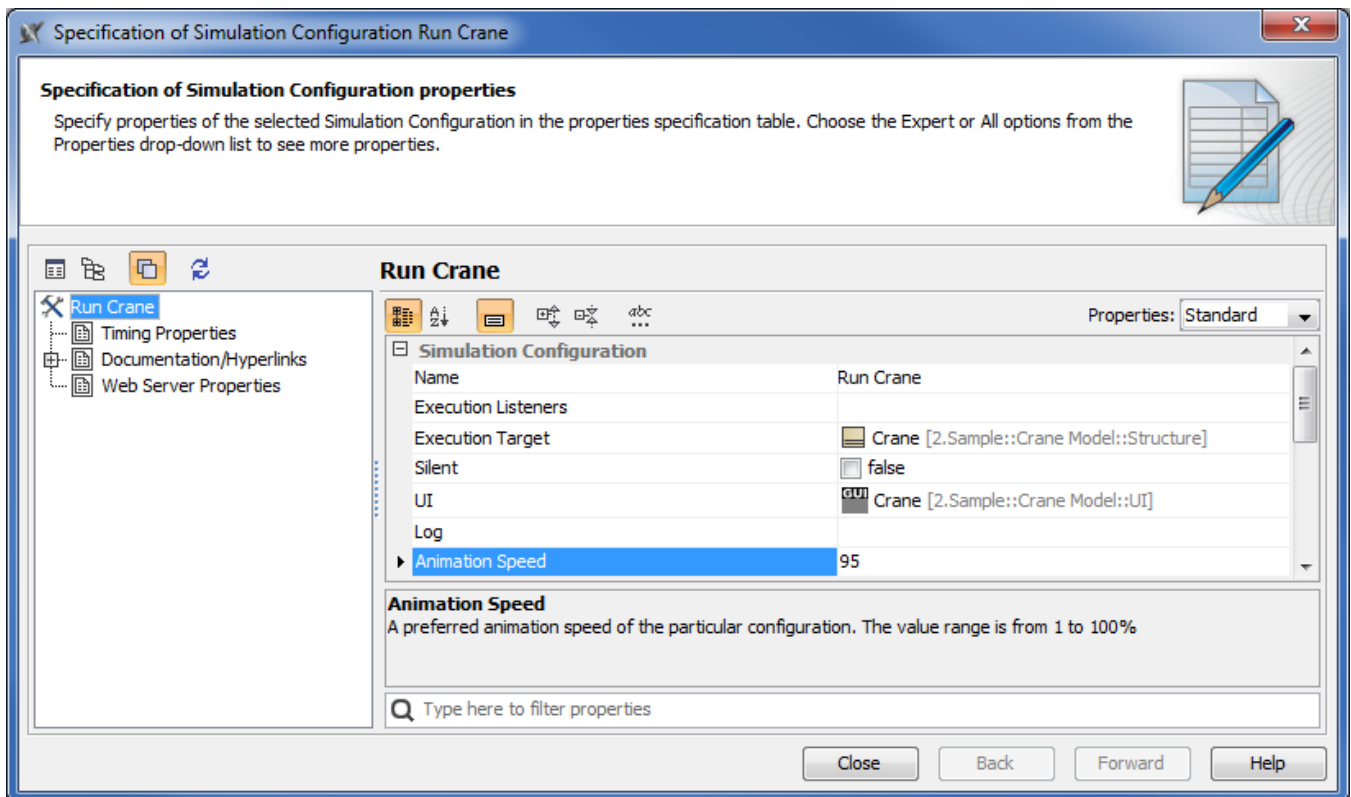 Specification of Simulation Configuration Run Crane
Specification of Simulation Configuration properties
Specify properties of the selected Simulation Configuration in the properties specification table. Choose the Expert or All options from the
Properties drop-down list to see more properties.
Run Crane
Timing Properties
Documentation/Hyperlinks
Web Server Properties
Run Crane
A
Z
abc
Properties: Standard
Simulation Configuration
Name Run Crane
Execution Listeners
Execution Target Crane [2.Sample::Crane Model::Structure]
Silent false
UI GUI Crane [2.Sample::Crane Model::UI]
Log
Animation Speed 95
Animation Speed
A preferred animation speed of the particular configuration. The value range is from 1 to 100%
Type here to filter properties
Close Back Forward Help